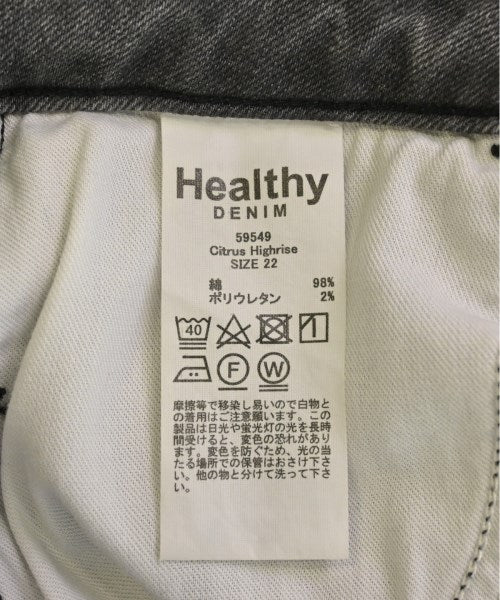 Healthy
DENIM
59549
Citrus Highrise
SIZE 22
綿 98%
ポリウレタン 2%
40
F W
摩擦等で移染し易いので白物と
の着用はご注意願います。この
製品は日光や蛍光灯の光を長時
間受けると、変色の恐れがあり
ます。変色を防ぐため、光の当
たる場所での保管はおさけ下さ
い。他の物と分けて洗って下さ
い。